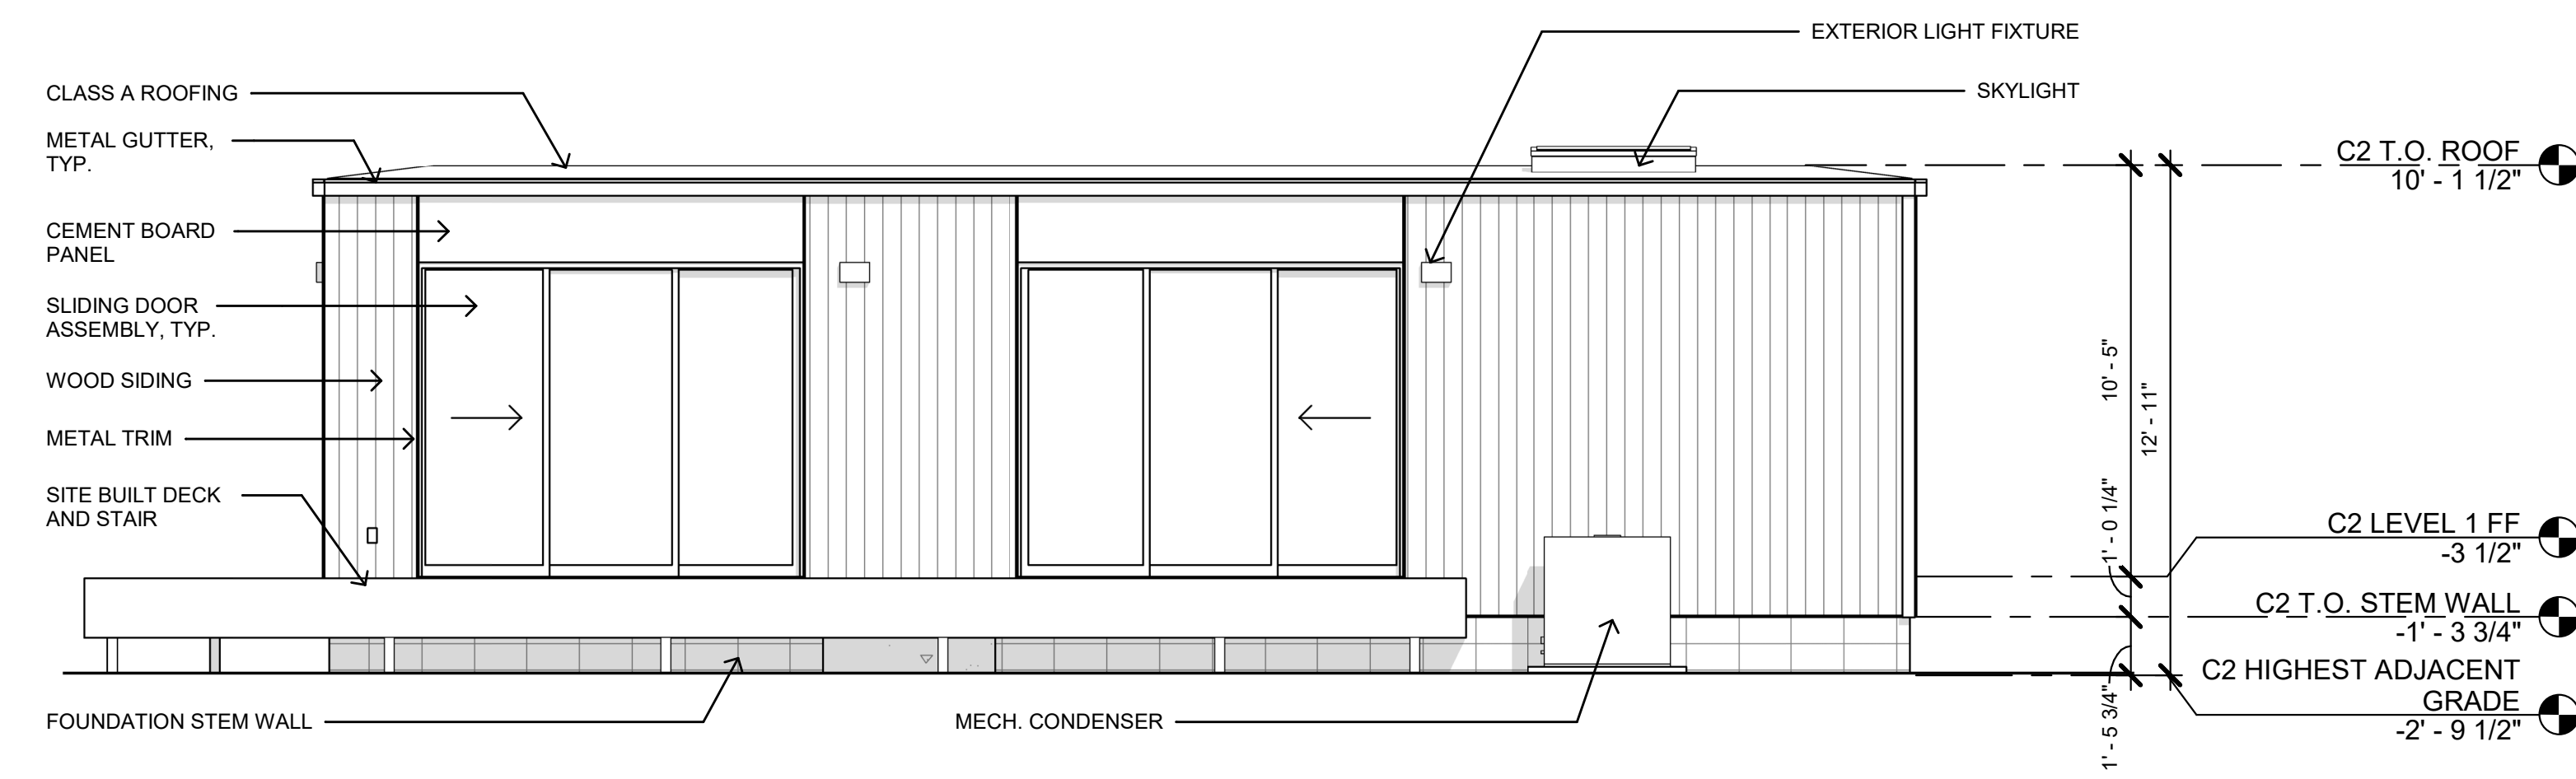 EXTERIOR LIGHT FIXTURE
CLASS A ROOFING
SKYLIGHT
METAL GUTTER,
TYP.
C2 T.O. ROOF
10' - 1 1/2"
CEMENT BOARD
PANEL
SLIDING DOOR
ASSEMBLY, TYP.
WOOD SIDING
METAL TRIM
SITE BUILT DECK
AND STAIR
10' - 5"
12' - 11"
1' - 0 1/4"
1' - 5 3/4"
C2 LEVEL 1 FF
-3 1/2"
C2 T.O. STEM WALL
-1' - 3 3/4"
C2 HIGHEST ADJACENT
GRADE
-2' - 9 1/2"
FOUNDATION STEM WALL
MECH. CONDENSER